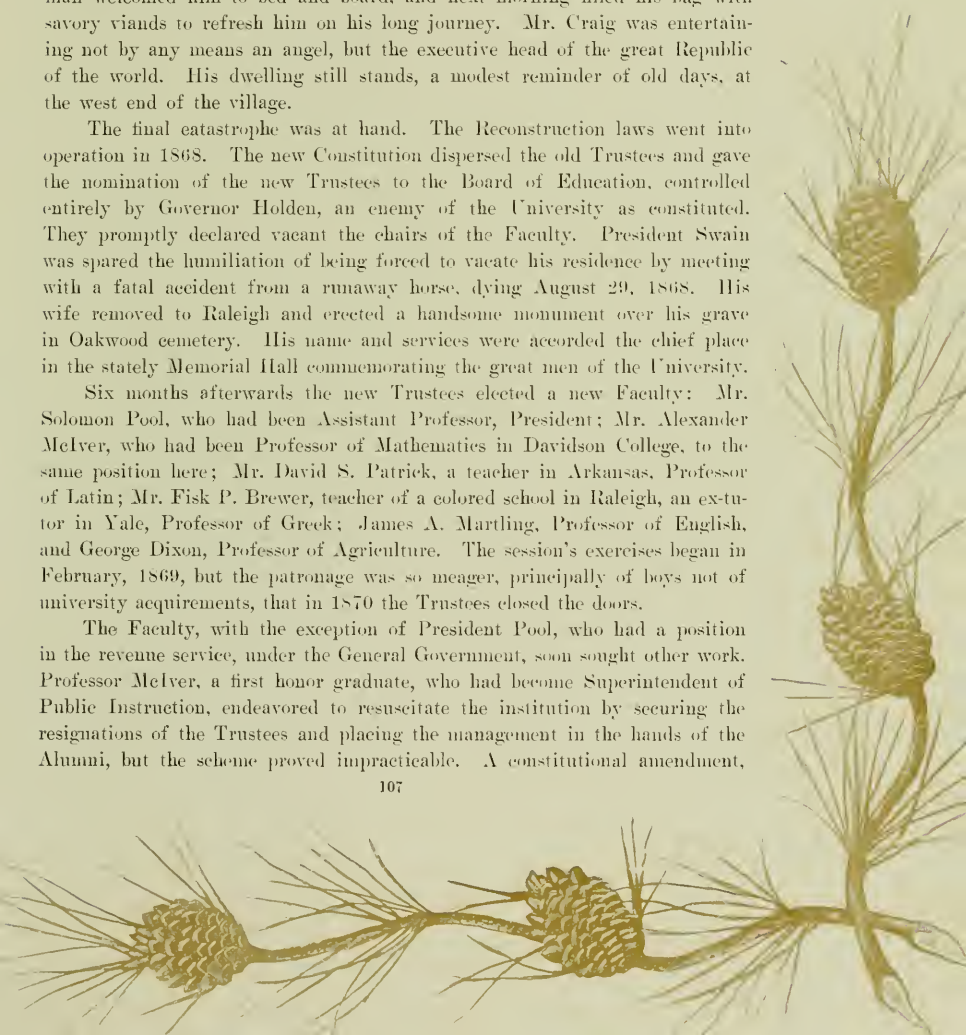 man welcomed him to bed and board, and next morning filled his bag with
savory viands to refresh him on his long journey. Mr. Craig was entertain-
ing not by any means an angel, but the executive head of the great Republic
of the world. His dwelling still stands, a modest reminder of old days, at
the west end of the village.
The final catastrophe was at hand. The Reconstruction laws went into
operation in 1868. The new Constitution dispersed the old Trustees and gave
the nomination of the new Trustees to the Board of Education, controlled
entirely by Governor Holden, an enemy of the University as constituted.
They promptly declared vacant the chairs of the Faculty. President Swain
was spared the humiliation of being forced to vacate his residence by meeting
with a fatal accident from a runaway horse, dying August 29, 1868. His
wife removed to Raleigh and erected a handsome monument over his grave
in Oakwood cemetery. His name and services were accorded the chief place
in the stately Memorial Hall commemorating the great men of the University.
Six months afterwards the new Trustees elected a new Faculty: Mr.
Solomon Pool, who had been Assistant Professor, President; Mr. Alexander
McIver, who had been Professor of Mathematics in Davidson College, to the
same position here; Mr. David S. Patrick, a teacher in Arkansas, Professor
of Latin; Mr. Fisk P. Brewer, teacher of a colored school in Raleigh, an ex-tu-
tor in Yale, Professor of Greek; James A. Martling, Professor of English,
and George Dixon, Professor of Agriculture. The session's exercises began in
February, 1869, but the patronage was so meager, principally of boys not of
university acquirements, that in 1870 the Trustees closed the doors.
The Faculty, with the exception of President Pool, who had a position
in the revenue service, under the General Government, soon sought other work.
Professor McIver, a first honor graduate, who had become Superintendent of
Public Instruction, endeavored to resuscitate the institution by securing the
resignations of the Trustees and placing the management in the hands of the
Alumni, but the scheme proved impracticable. A constitutional amendment,
107